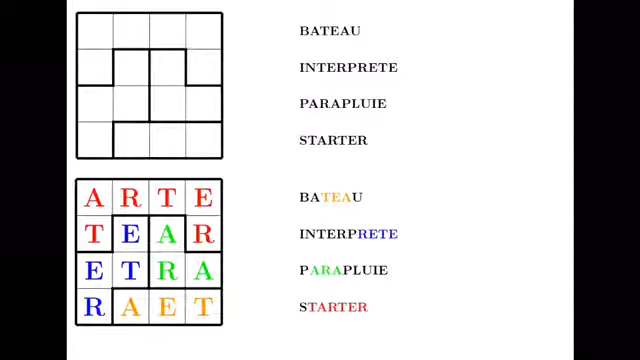 BATEAU
INTERPRETE
PARAPLUIE
STARTER
A R T E
T E A R
E T R A
R A E T
BATEAU
INTERPRETE
PARAPLUIE
STARTER